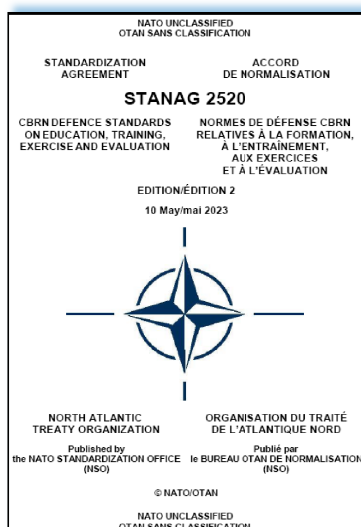 NATO UNCLASSIFIED
OTAN SANS CLASSIFICATION
STANDARDIZATION
AGREEMENT
ACCORD
DE NORMALISATION
STANAG 2520
CBRN DEFENCE STANDARDS
ON EDUCATION, TRAINING,
EXERCISE AND EVALUATION
NORMES DE DÉFENSE CBRN
RELATIVES À LA FORMATION,
À L'ENTRAÎNEMENT,
AUX EXERCICES
ET À L'ÉVALUATION
EDITION/ÉDITION 2
10 May/mai 2023
NORTH ATLANTIC
TREATY ORGANIZATION
ORGANISATION DU TRAITÉ
DE L'ATLANTIQUE NORD
Published by
the NATO STANDARDIZATION OFFICE
(NSO)
Publié par
le BUREAU OTAN DE NORMALISATION
(NSO)
© NATO/OTAN
NATO UNCLASSIFIED
OTAN SANS CLASSIFICATION